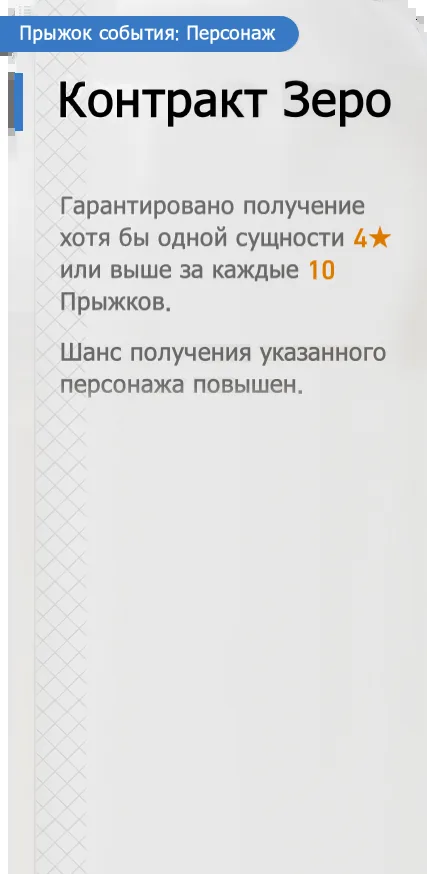 Прыжок события: Персонаж
Контракт Зеро
Гарантировано получение
хотя бы одной сущности 4★
или выше за каждые 10
Прыжков.
Шанс получения указанного
персонажа повышен.